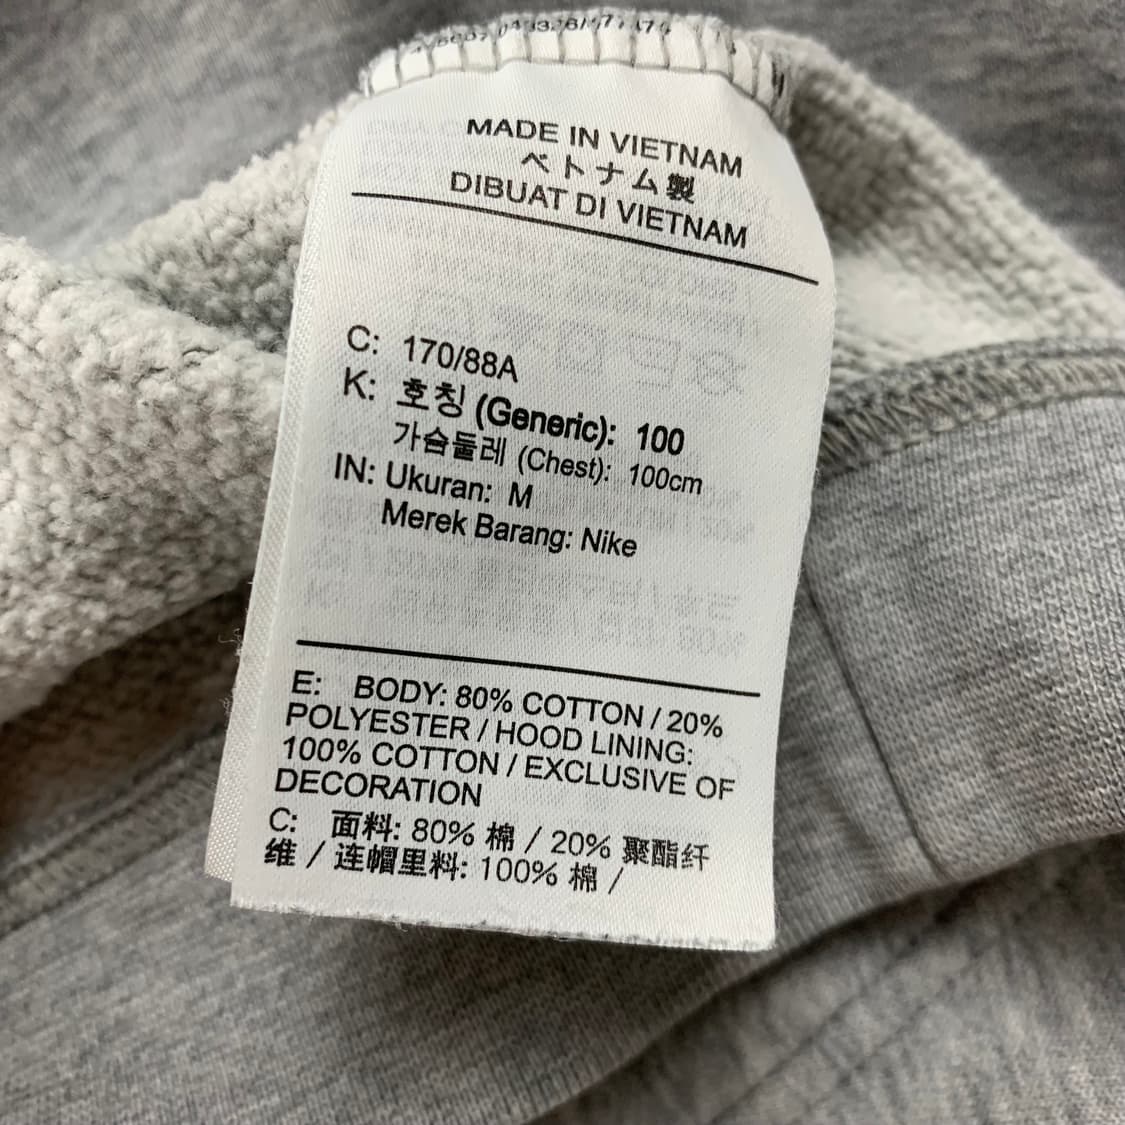 MADE IN VIETNAM
ベトナム製
DIBUAT DI VIETNAM
C: 170/88A
K: 호칭 (Generic): 100
가슴둘레 (Chest): 100cm
IN: Ukuran: M
Merek Barang: Nike
E: BODY: 80% COTTON / 20%
POLYESTER / HOOD LINING:
100% COTTON / EXCLUSIVE OF
DECORATION
C: 面料: 80% 棉 / 20% 聚酯纤
维 / 连帽里料: 100% 棉 /